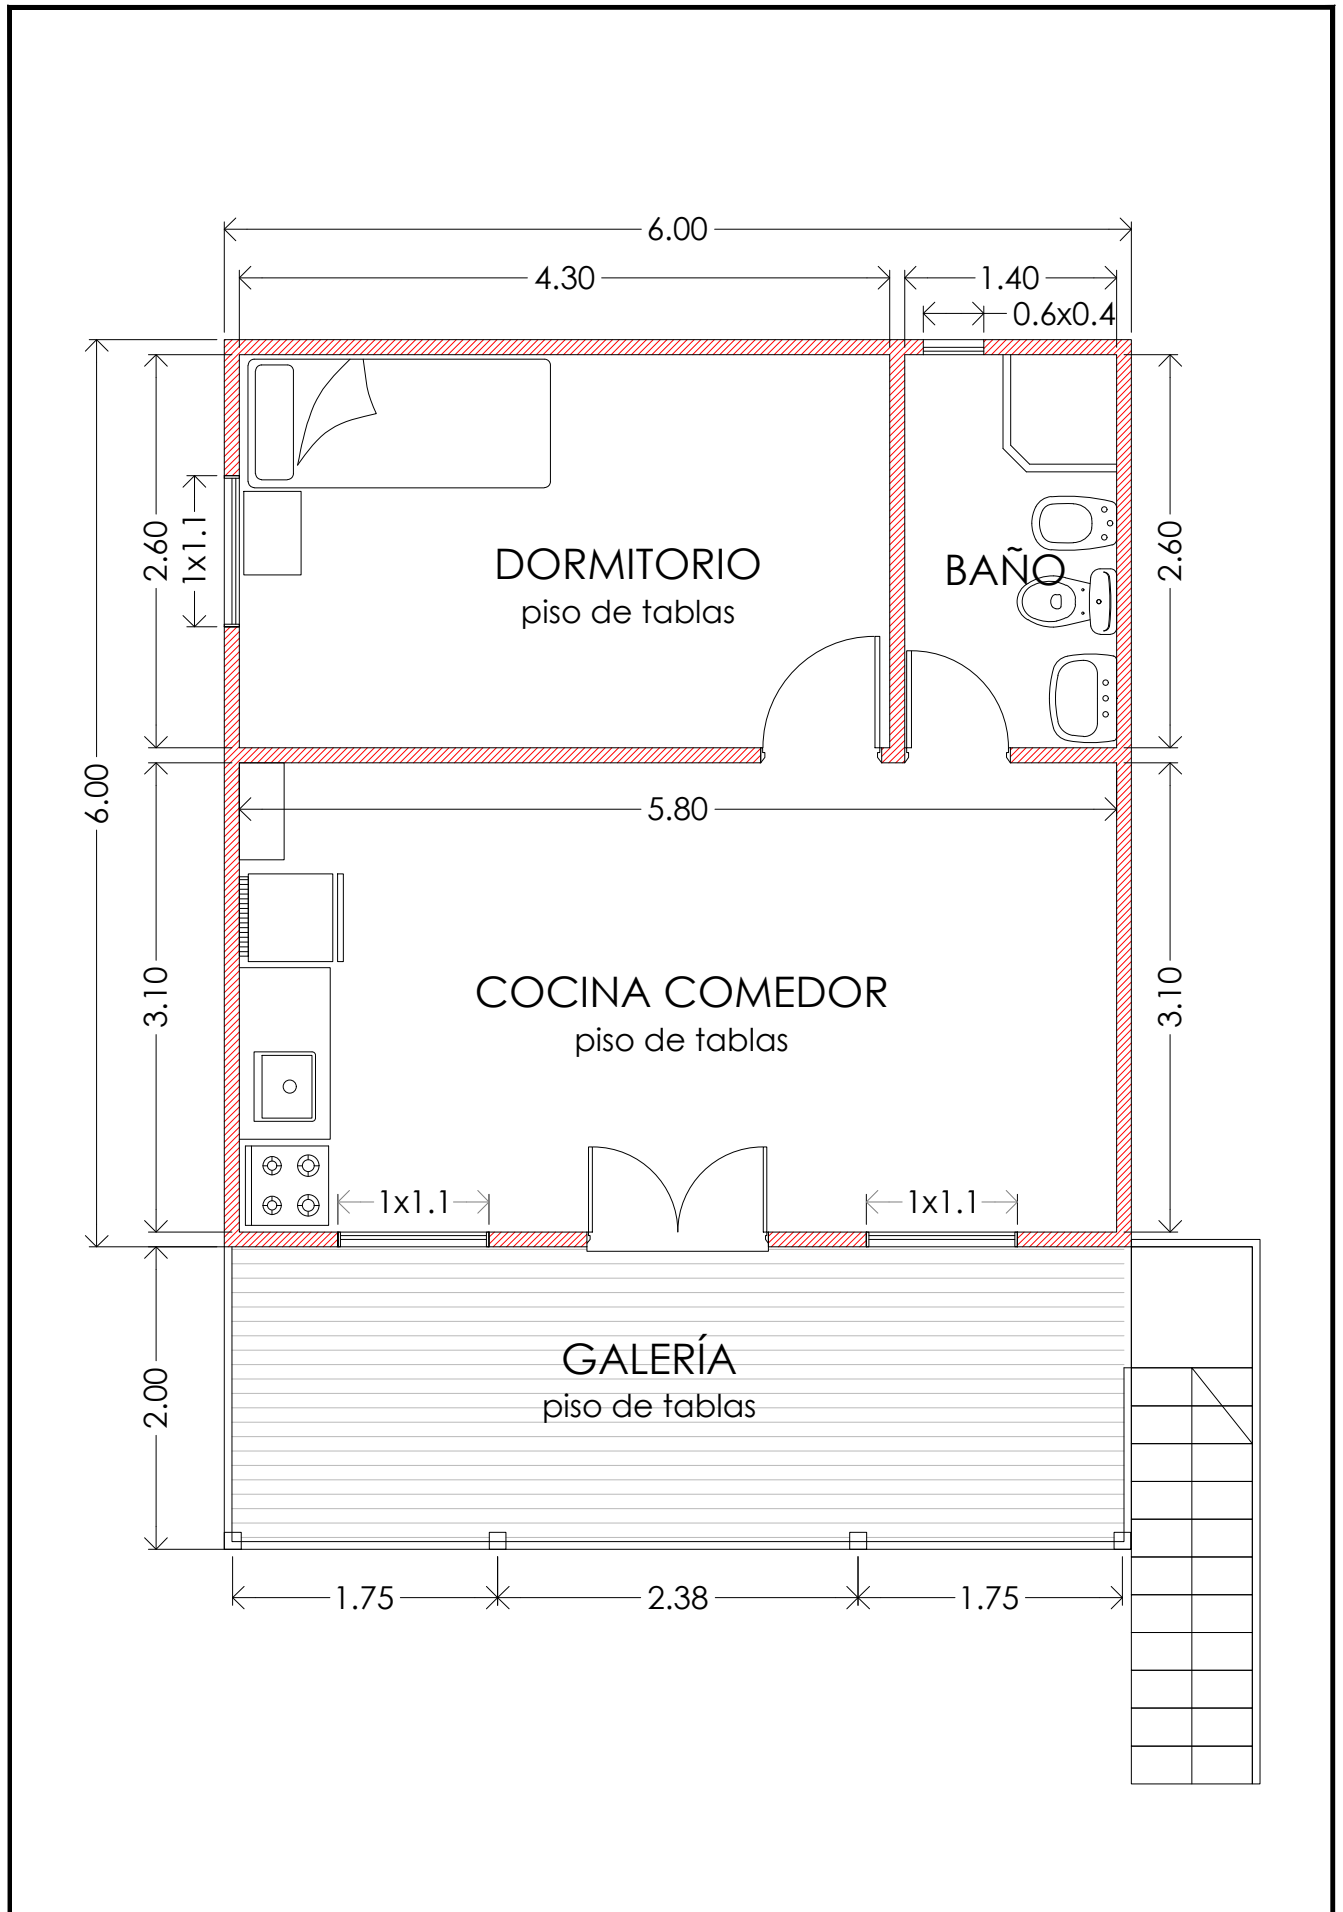 6.00
4.30
1.40
0.6x0.4
2.60
1x1.1
2.60
DORMITORIO
piso de tablas
BAÑO
6.00
5.80
3.10
3.10
COCINA COMEDOR
piso de tablas
1x1.1
1x1.1
2.00
GALERÍA
piso de tablas
1.75
2.38
1.75